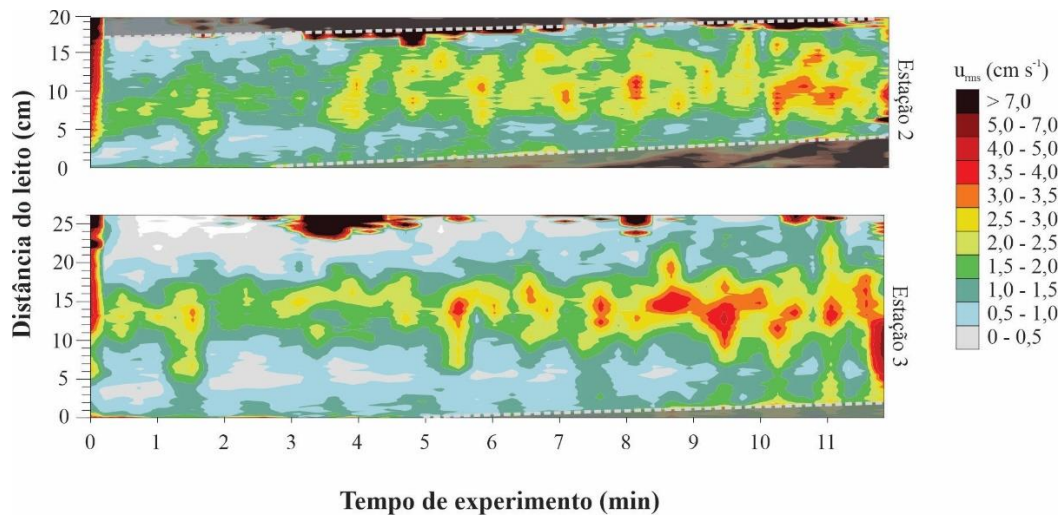 20
15
10
5
0
Estação 2
25
20
15
10
5
0
Estação 3
Distância do leito (cm)
0 1 2 3 4 5 6 7 8 9 10 11
Tempo de experimento (min)
u_rms (cm s⁻¹)
> 7,0
5,0 - 7,0
4,0 - 5,0
3,5 - 4,0
3,0 - 3,5
2,5 - 3,0
2,0 - 2,5
1,5 - 2,0
1,0 - 1,5
0,5 - 1,0
0 - 0,5